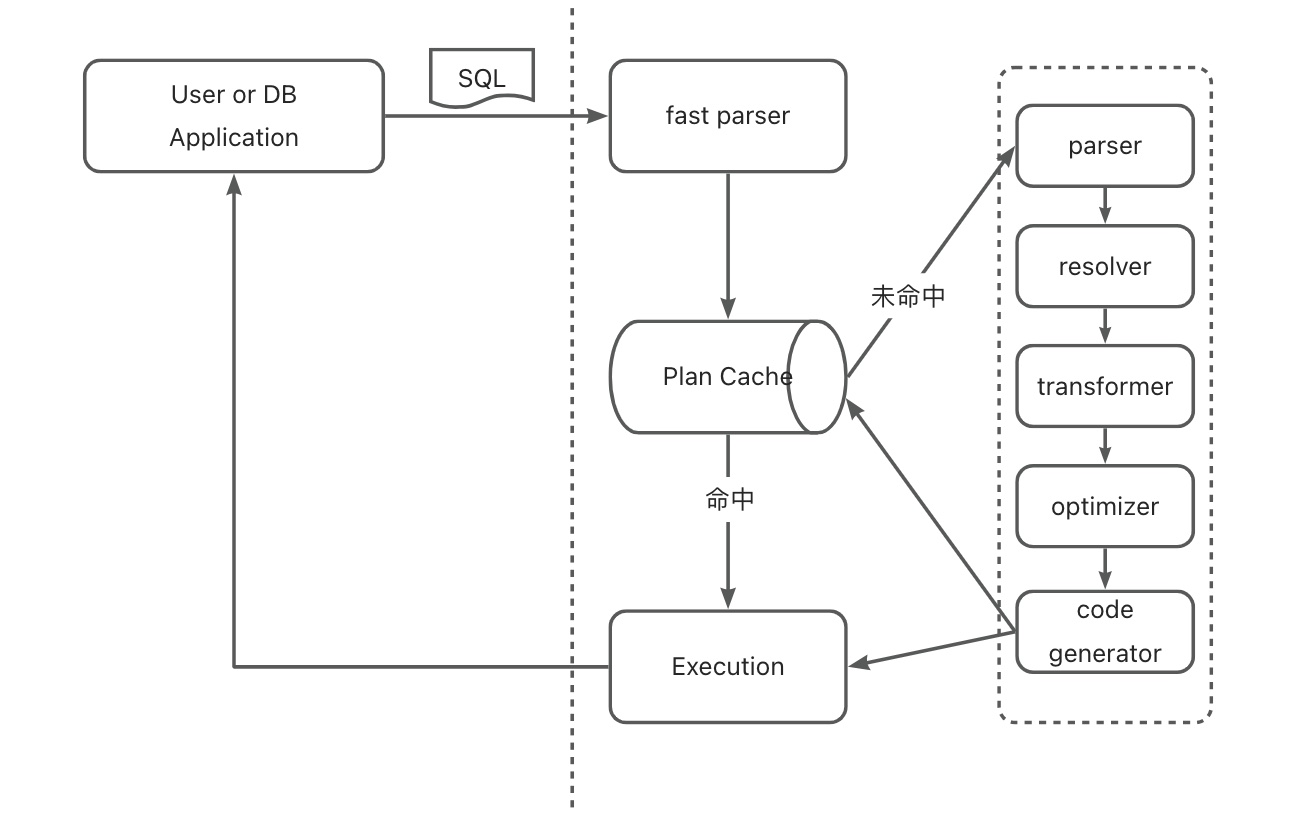 User or DB
Application
SQL
fast parser
Plan Cache
未命中
命中
Execution
parser
resolver
transformer
optimizer
code
generator